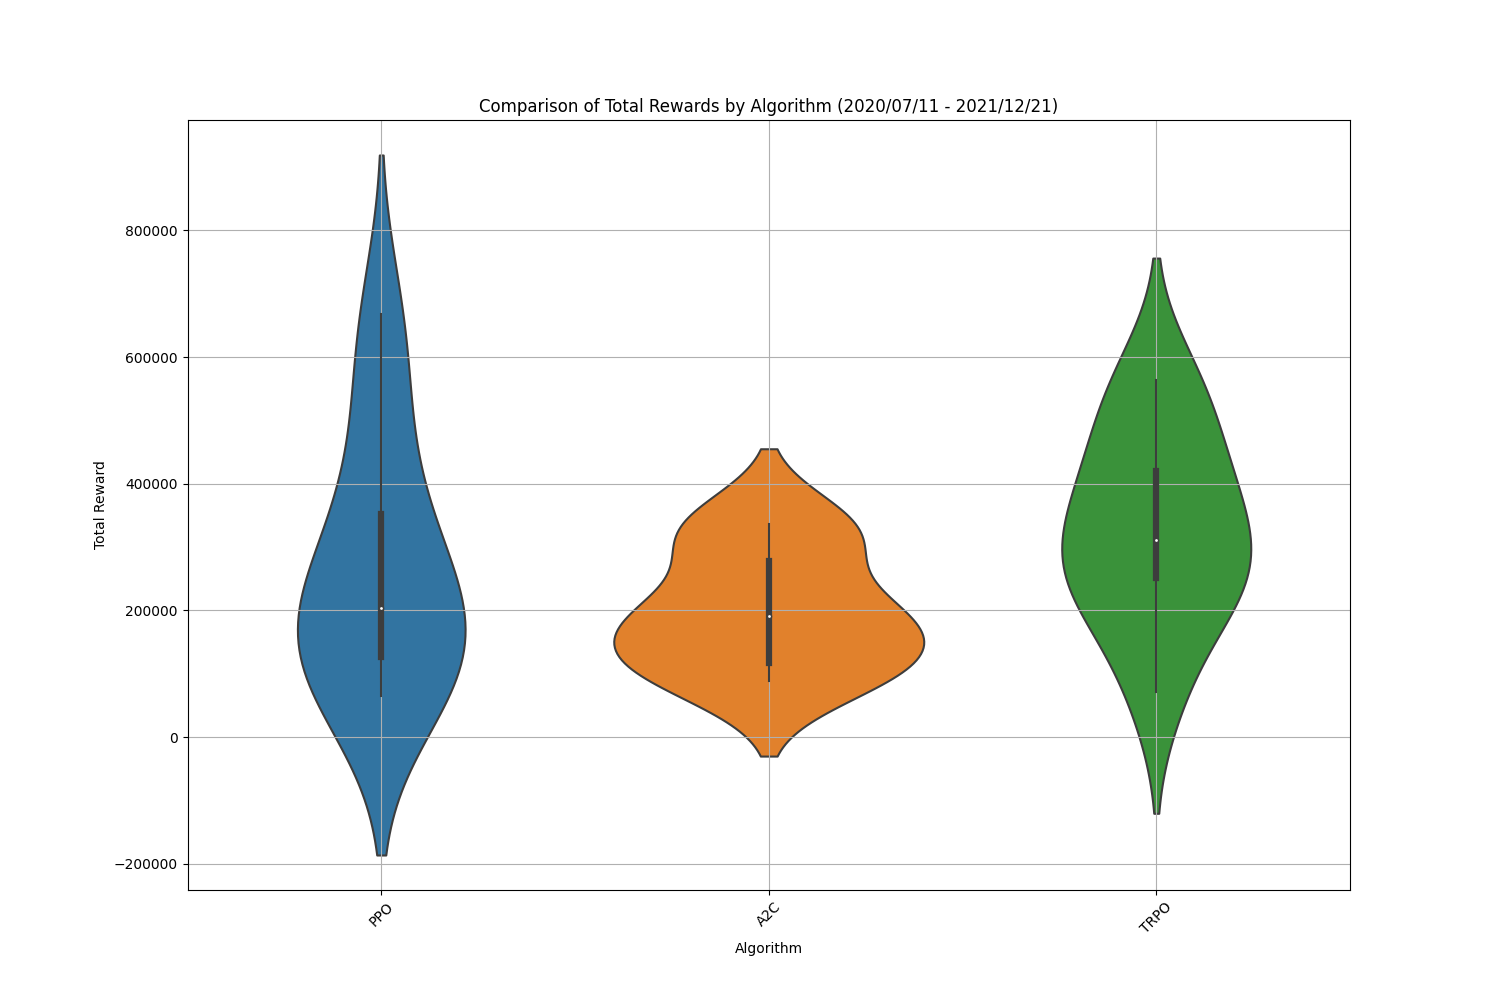 Comparison of Total Rewards by Algorithm (2020/07/11 - 2021/12/21)
Total Reward
800000
600000
400000
200000
0
−200000
PPO
A2C
TRPO
Algorithm